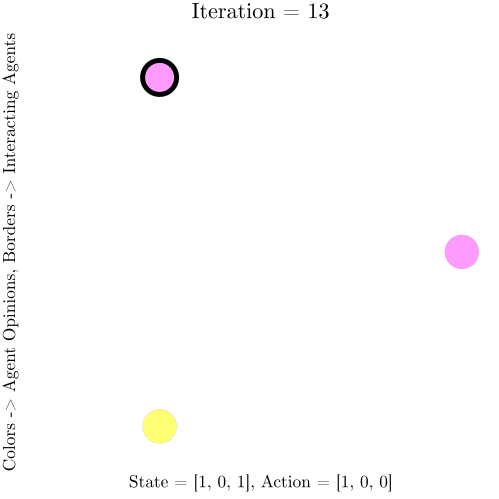 Iteration = 13
Colors -> Agent Opinions, Borders -> Interacting Agents
State = [1, 0, 1], Action = [1, 0, 0]